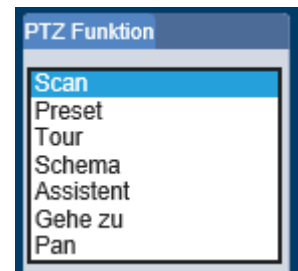 PTZ Funktion
Scan
Preset
Tour
Schema
Assistent
Gehe zu
Pan